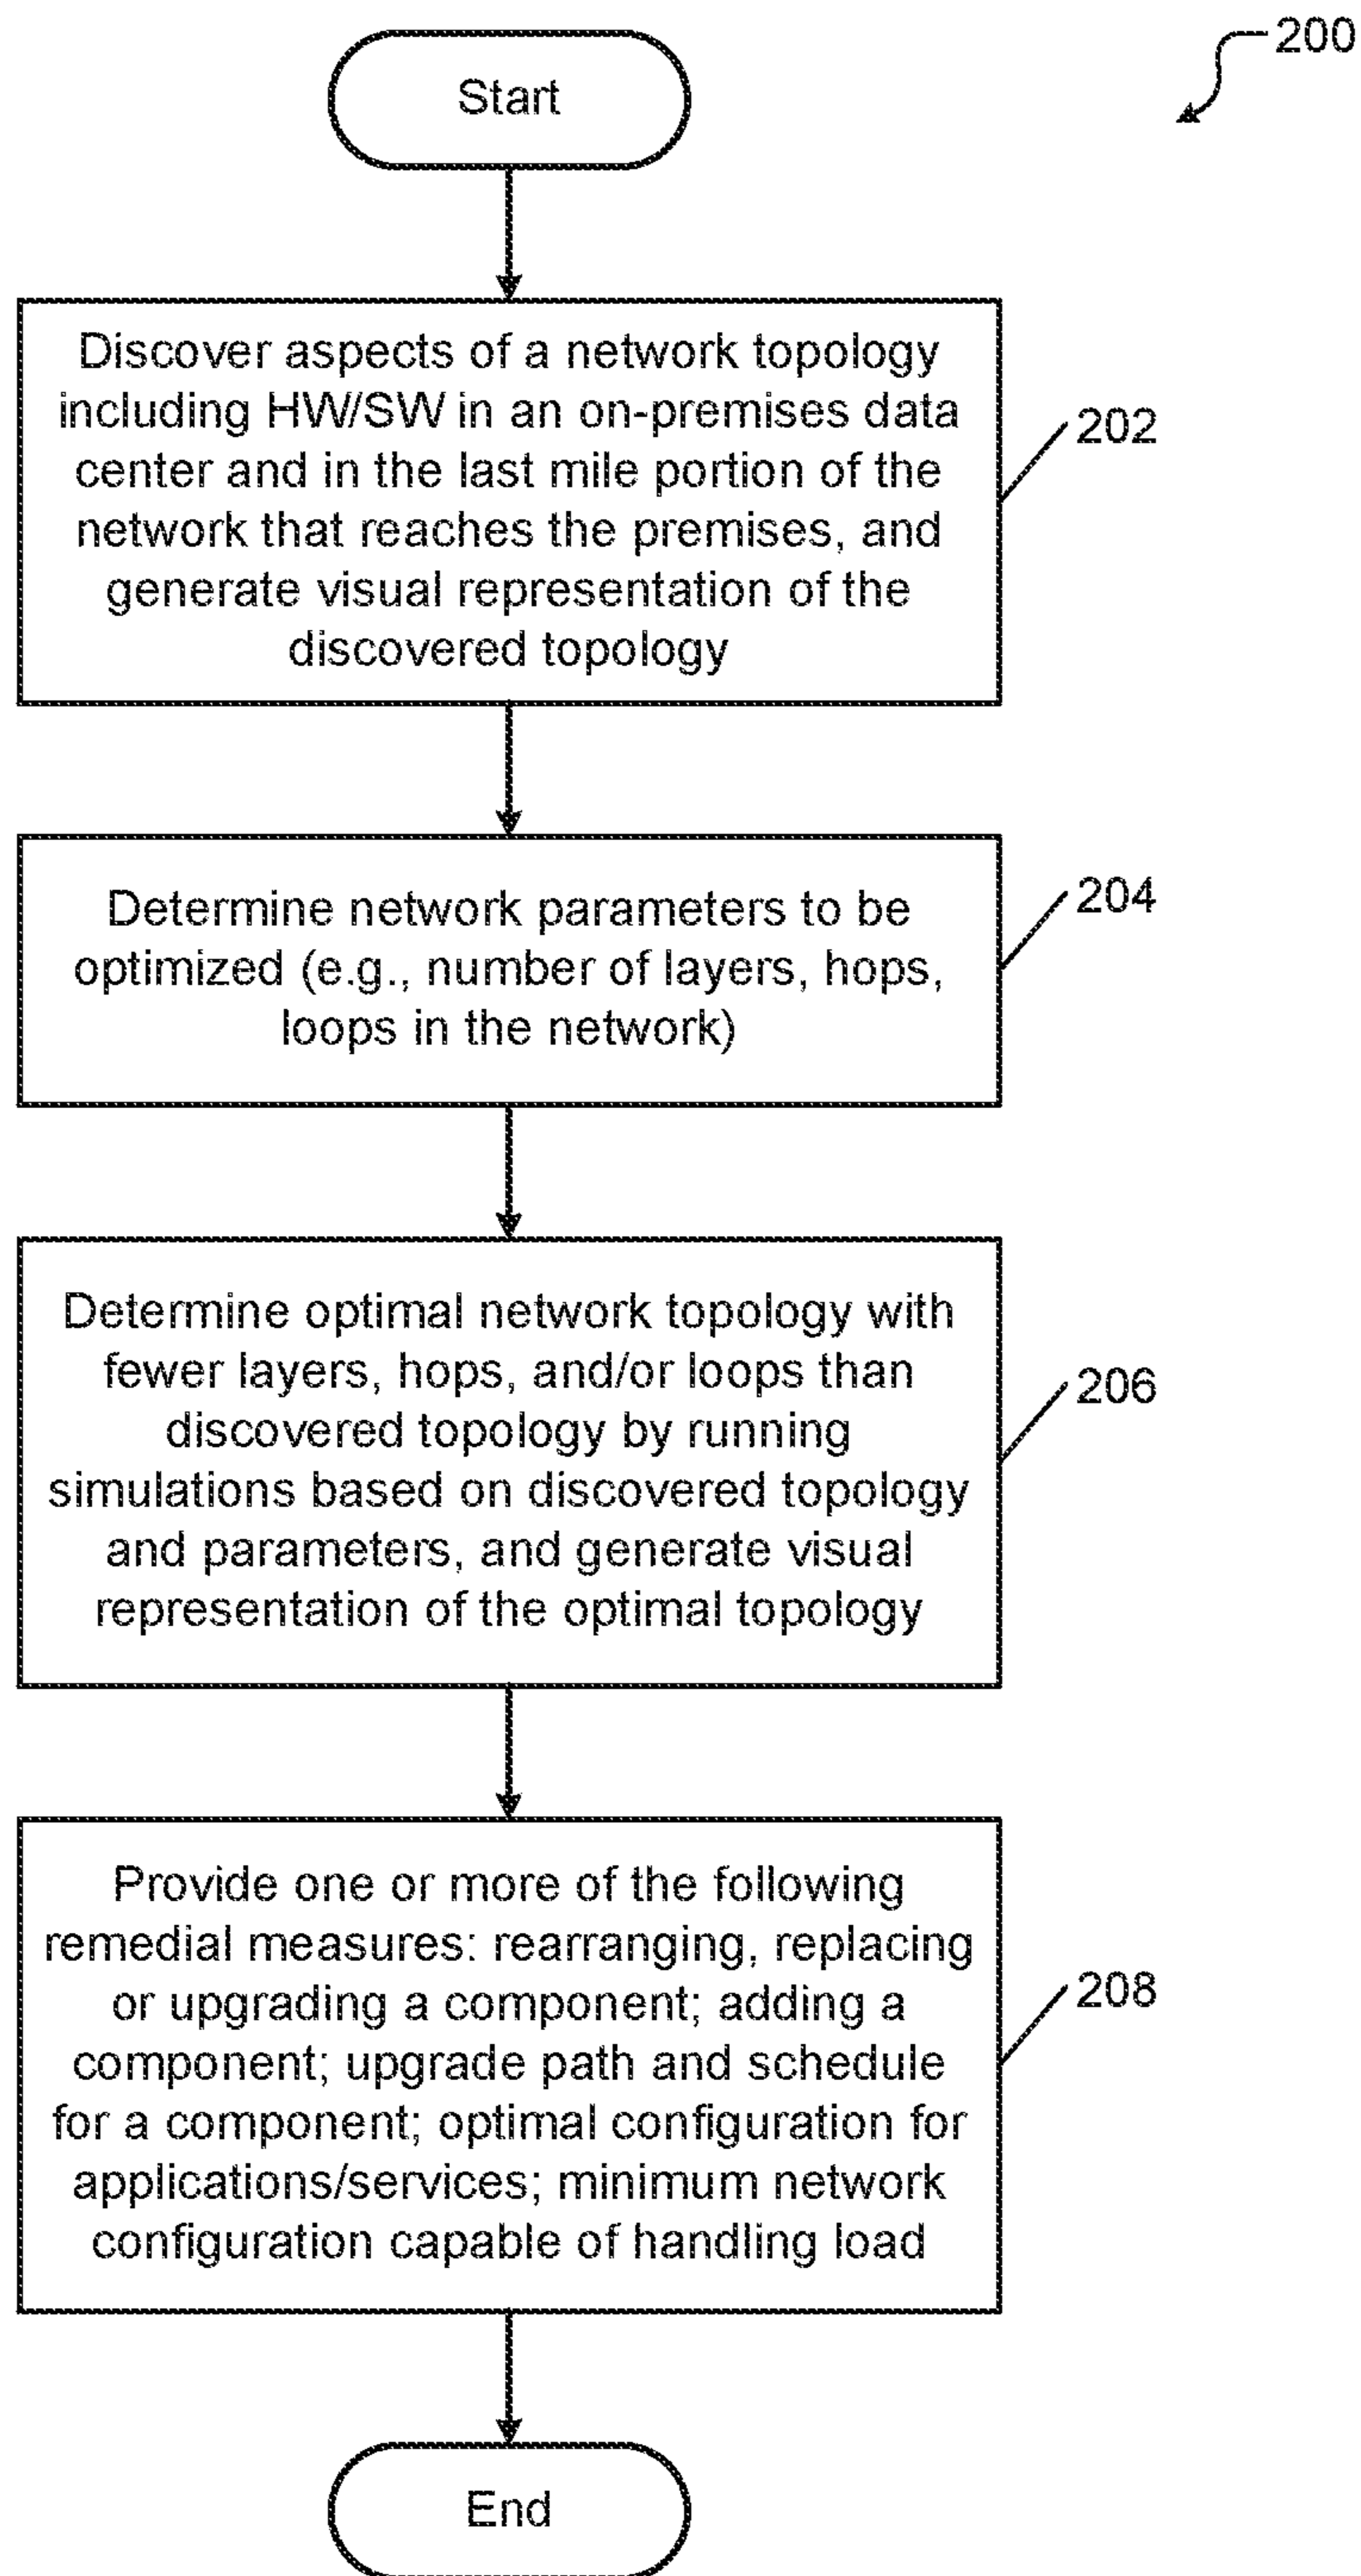 200
Start
Discover aspects of a network topology
including HW/SW in an on-premises data
center and in the last mile portion of the
network that reaches the premises, and
generate visual representation of the
discovered topology
202
Determine network parameters to be
optimized (e.g., number of layers, hops,
loops in the network)
204
Determine optimal network topology with
fewer layers, hops, and/or loops than
discovered topology by running
simulations based on discovered topology
and parameters, and generate visual
representation of the optimal topology
206
Provide one or more of the following
remedial measures: rearranging, replacing
or upgrading a component; adding a
component; upgrade path and schedule
for a component; optimal configuration for
applications/services; minimum network
configuration capable of handling load
208
End